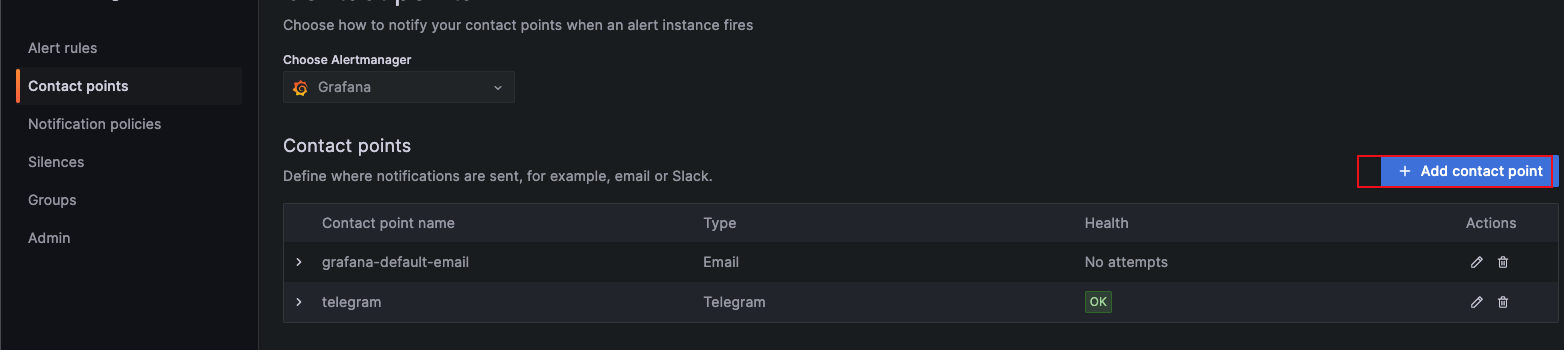 Choose how to notify your contact points when an alert instance fires
Alert rules
Contact points
Notification policies
Silences
Groups
Admin
Choose Alertmanager
Grafana
Contact points
Define where notifications are sent, for example, email or Slack.
+ Add contact point
Contact point name Type Health Actions
grafana-default-email Email No attempts
telegram Telegram OK